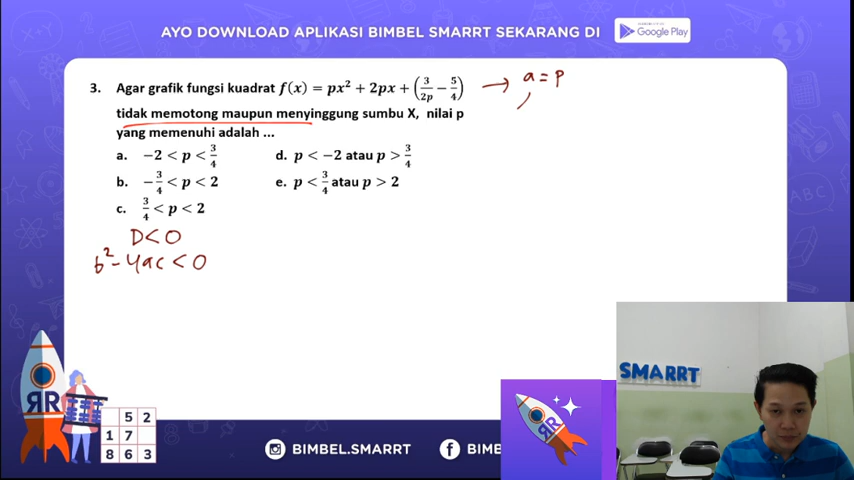 AYO DOWNLOAD APLIKASI BIMBEL SMARRT SEKARANG DI
Google Play
3. Agar grafik fungsi kuadrat f(x) = px² + 2px + (3/2p − 5/4) → a = p
tidak memotong maupun menyinggung sumbu X, nilai p
yang memenuhi adalah ...
a. −2 < p < 3/4 d. p < −2 atau p > 3/4
b. −3/4 < p < 2 e. p < 3/4 atau p > 2
c. 3/4 < p < 2
D < 0
b² − 4ac < 0
SMARRT
5 2
1 7
8 6 3
BIMBEL.SMARRT
BIMBE